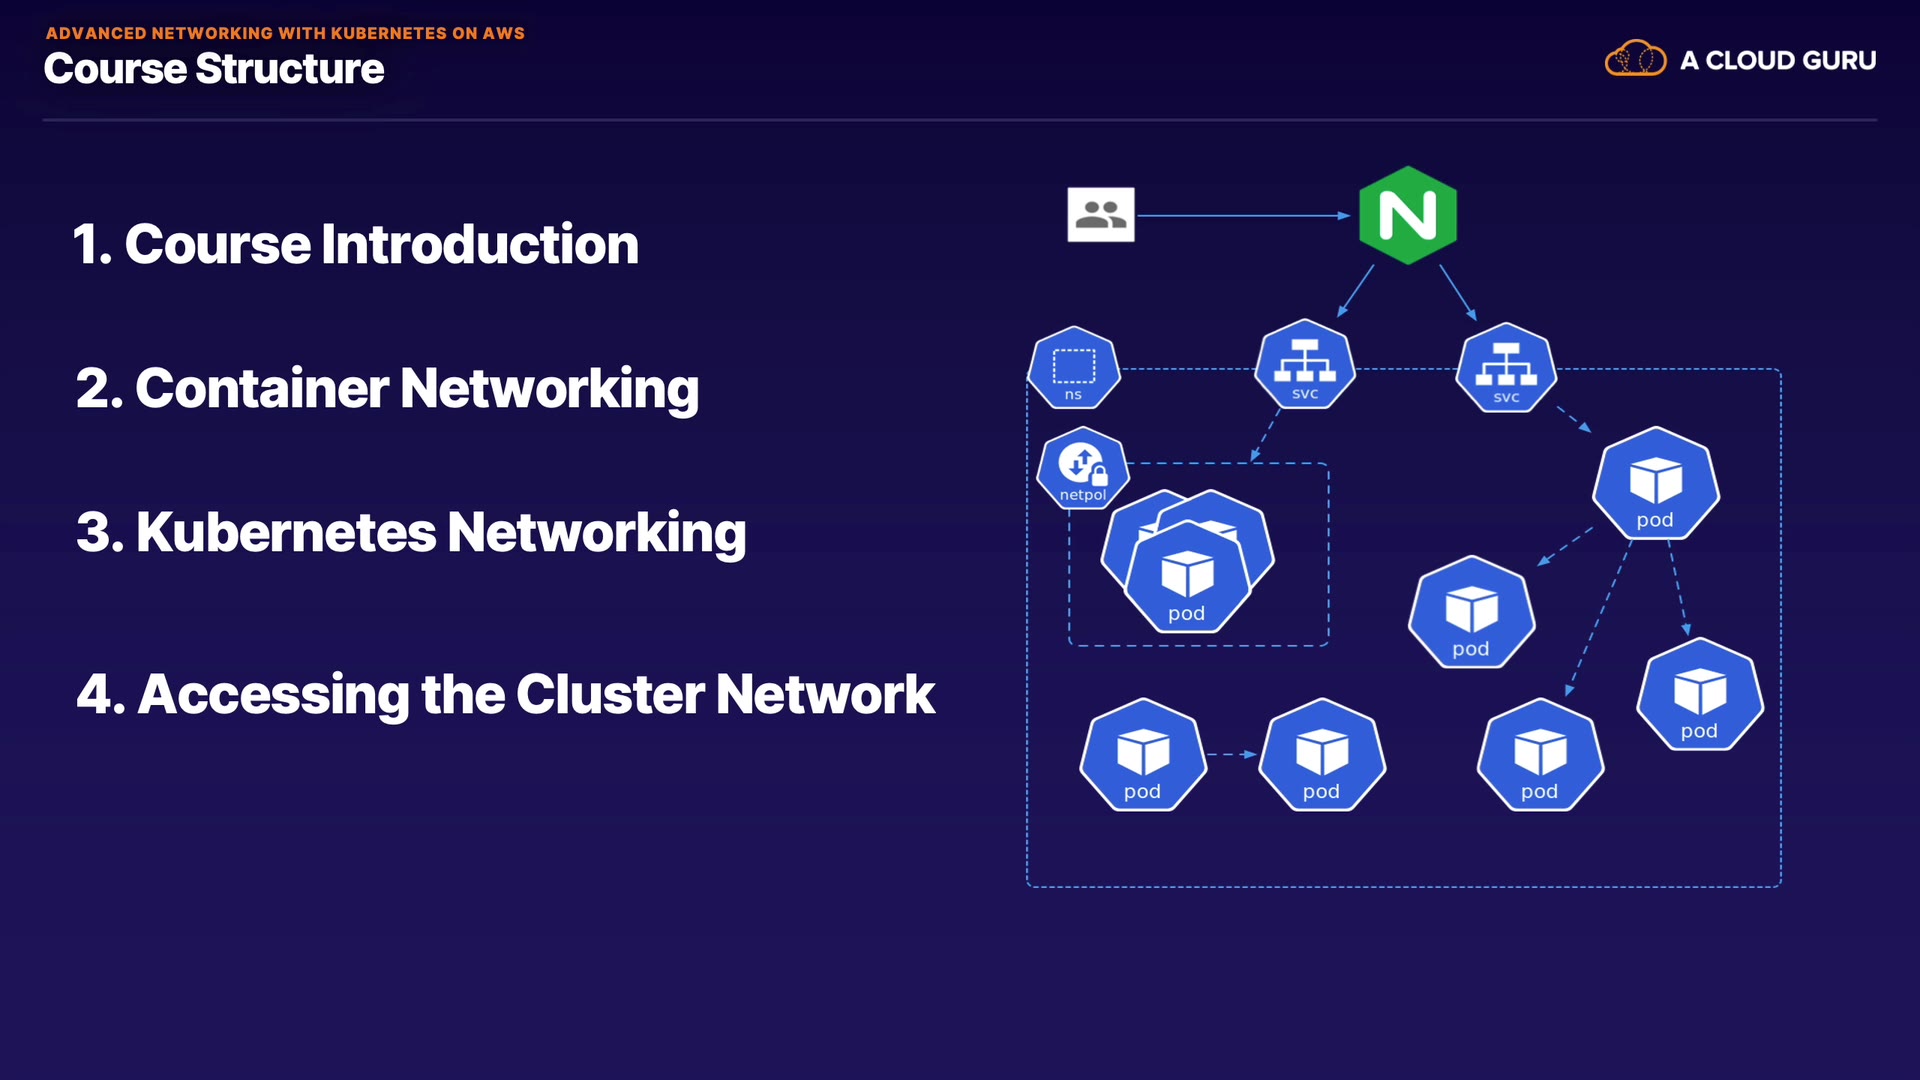 ADVANCED NETWORKING WITH KUBERNETES ON AWS
Course Structure
A CLOUD GURU
1. Course Introduction
2. Container Networking
3. Kubernetes Networking
4. Accessing the Cluster Network
N
ns
svc
svc
netpol
pod
pod
pod
pod
pod
pod
pod